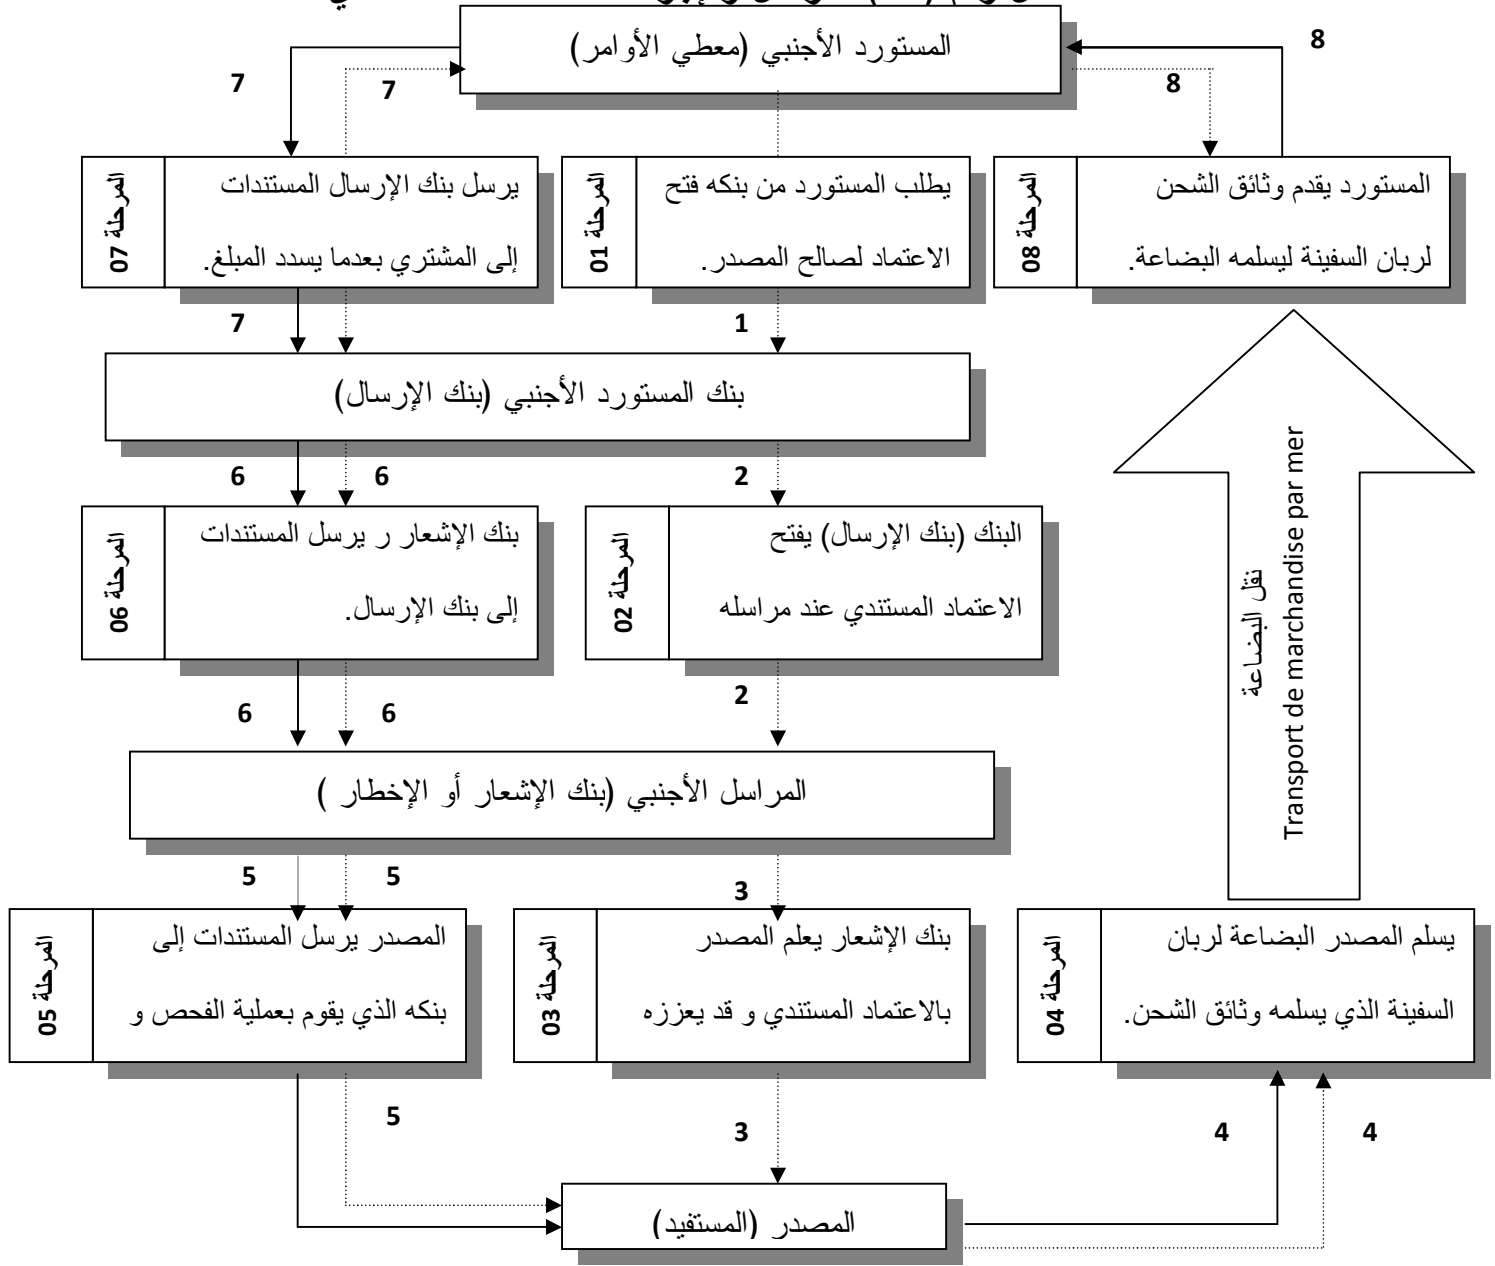 المستورد الأجنبي (معطي الأوامر)
8
8
7
7
المستورد يقدم وثائق الشحن
لربان السفينة ليسلمه البضاعة.
المرحلة 08
يطلب المستورد من بنكه فتح
الاعتماد لصالح المصدر.
المرحلة 01
يرسل بنك الإرسال المستندات
إلى المشتري بعدما يسدد المبلغ.
المرحلة 07
1
7
بنك المستورد الأجنبي (بنك الإرسال)
2
6
6
البنك (بنك الإرسال) يفتح
الاعتماد المستندي عند مراسله
المرحلة 02
بنك الإشعار ر يرسل المستندات
إلى بنك الإرسال.
المرحلة 06
نقل البضاعة
Transport de marchandise par mer
2
6
6
المراسل الأجنبي (بنك الإشعار أو الإخطار )
3
5
5
يسلم المصدر البضاعة لربان
السفينة الذي يسلمه وثائق الشحن.
المرحلة 04
بنك الإشعار يعلم المصدر
بالاعتماد المستندي و قد يعززه
المرحلة 03
المصدر يرسل المستندات إلى
بنكه الذي يقوم بعملية الفحص و
المرحلة 05
4
4
3
5
المصدر (المستفيد)